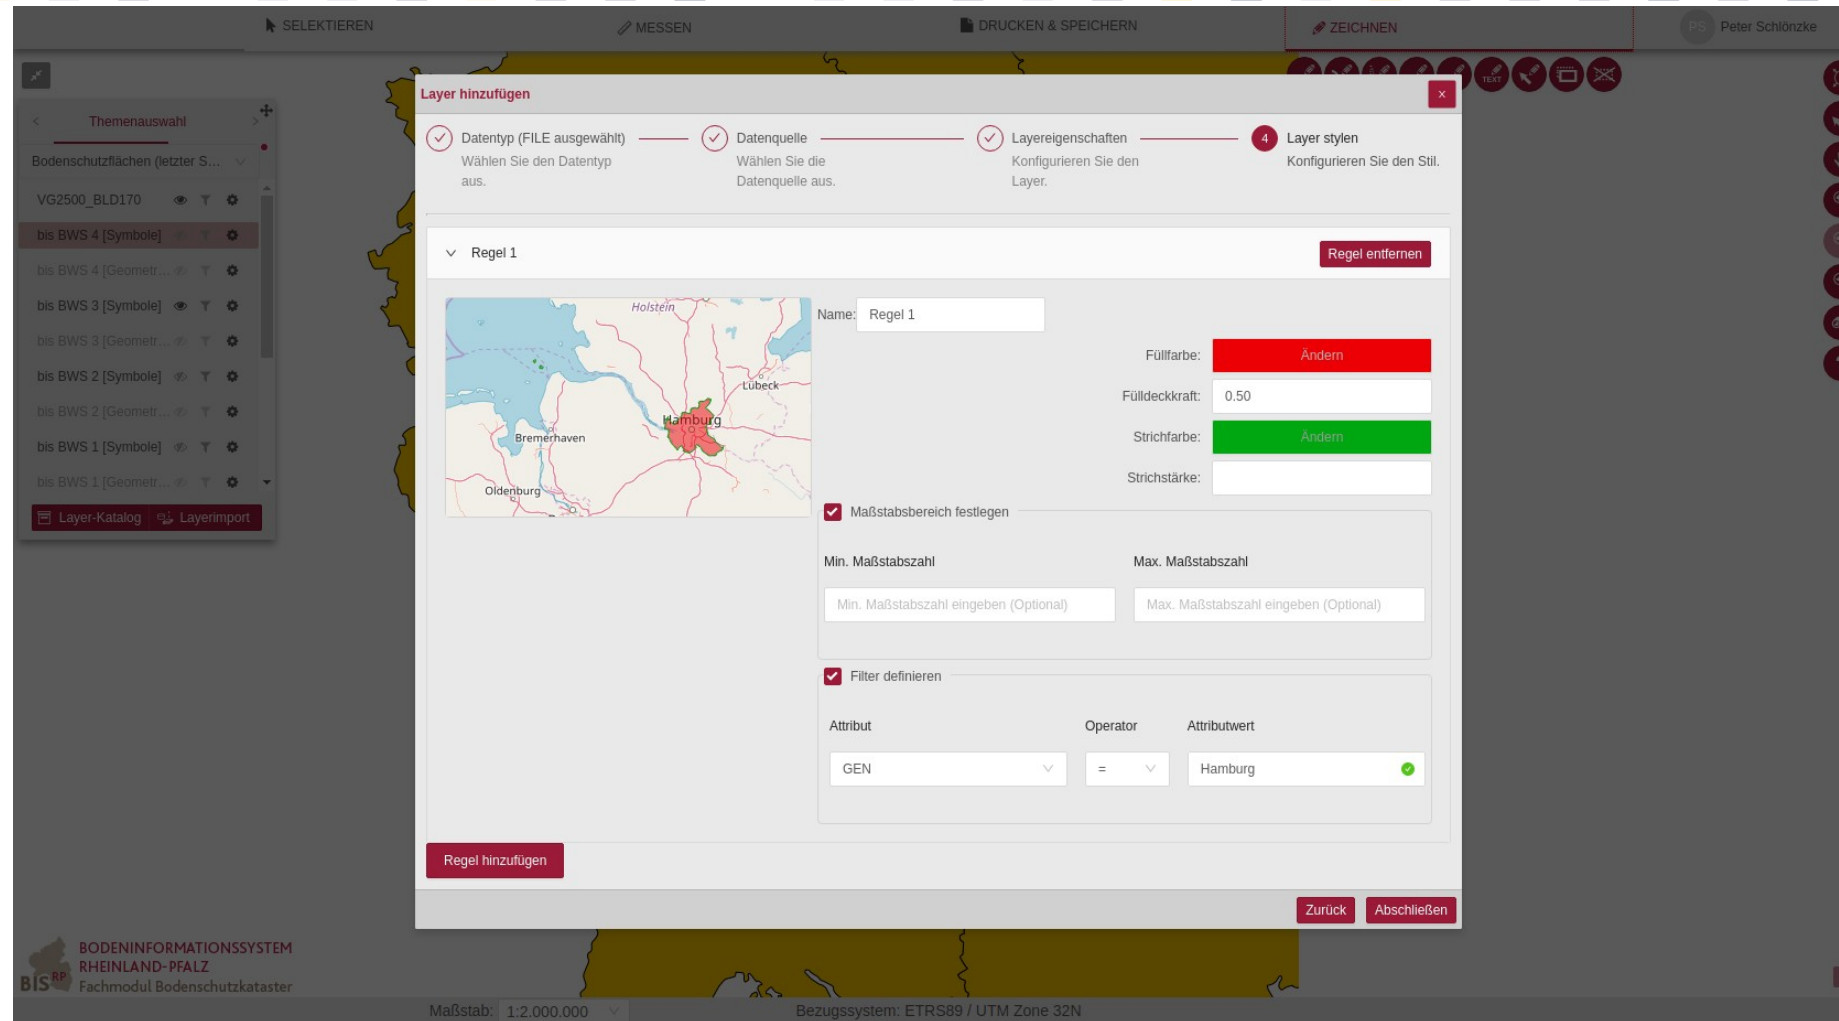 SELEKTIEREN
MESSEN
DRUCKEN & SPEICHERN
ZEICHNEN
PS Peter Schlönzke
TEXT
Themenauswahl
Bodenschutzflächen (letzter S...
VG2500_BLD170
bis BWS 4 [Symbole]
bis BWS 4 [Geometr...
bis BWS 3 [Symbole]
bis BWS 3 [Geometr...
bis BWS 2 [Symbole]
bis BWS 2 [Geometr...
bis BWS 1 [Symbole]
bis BWS 1 [Geometr...
Layer-Katalog
Layerimport
Layer hinzufügen
x
Datentyp (FILE ausgewählt)
Wählen Sie den Datentyp
aus.
Datenquelle
Wählen Sie die
Datenquelle aus.
Layereigenschaften
Konfigurieren Sie den
Layer.
4 Layer stylen
Konfigurieren Sie den Stil.
Regel 1
Regel entfernen
Holstein
Lübeck
Hamburg
Bremerhaven
Oldenburg
Name: Regel 1
Füllfarbe: Ändern
Fülldeckkraft: 0.50
Strichfarbe: Ändern
Strichstärke:
Maßstabsbereich festlegen
Min. Maßstabszahl
Max. Maßstabszahl
Min. Maßstabszahl eingeben (Optional)
Max. Maßstabszahl eingeben (Optional)
Filter definieren
Attribut
Operator
Attributwert
GEN
=
Hamburg
Regel hinzufügen
Zurück
Abschließen
BODENINFORMATIONSSYSTEM
RHEINLAND-PFALZ
BIS RP Fachmodul Bodenschutzkataster
Maßstab: 1:2.000.000
Bezugssystem: ETRS89 / UTM Zone 32N